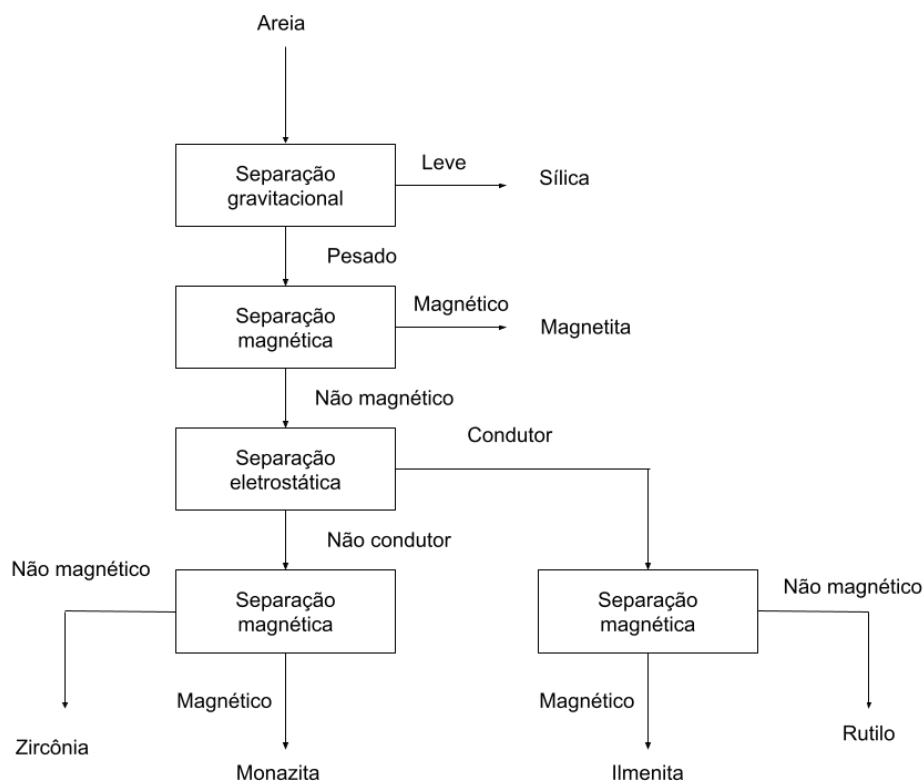 Areia
Separação
gravitacional
Leve
Sílica
Pesado
Separação
magnética
Magnético
Magnetita
Não magnético
Separação
eletrostática
Condutor
Não condutor
Não magnético
Separação
magnética
Separação
magnética
Não magnético
Magnético
Magnético
Zircônia
Monazita
Ilmenita
Rutilo